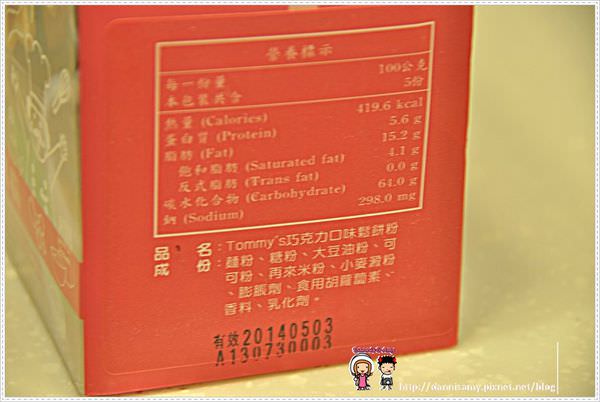 營養標示
每一份量 100公克
本包裝共含 5份
熱量 (Calories) 419.6 kcal
蛋白質 (Protein) 5.6 g
脂肪 (Fat) 15.2 g
飽和脂肪 (Saturated fat) 4.1 g
反式脂肪 (Trans fat) 0.0 g
碳水化合物 (Carbohydrate) 64.0 g
鈉 (Sodium) 298.0 mg
品名：Tommy's巧克力口味鬆餅粉
成份：麵粉、糖粉、大豆油粉、可
可粉、再來米粉、小麥澱粉
、膨脹劑、食用胡蘿蔔素、
香料、乳化劑。
有效20140503
A130730003
http://dannisamy.pixnet.net/blog